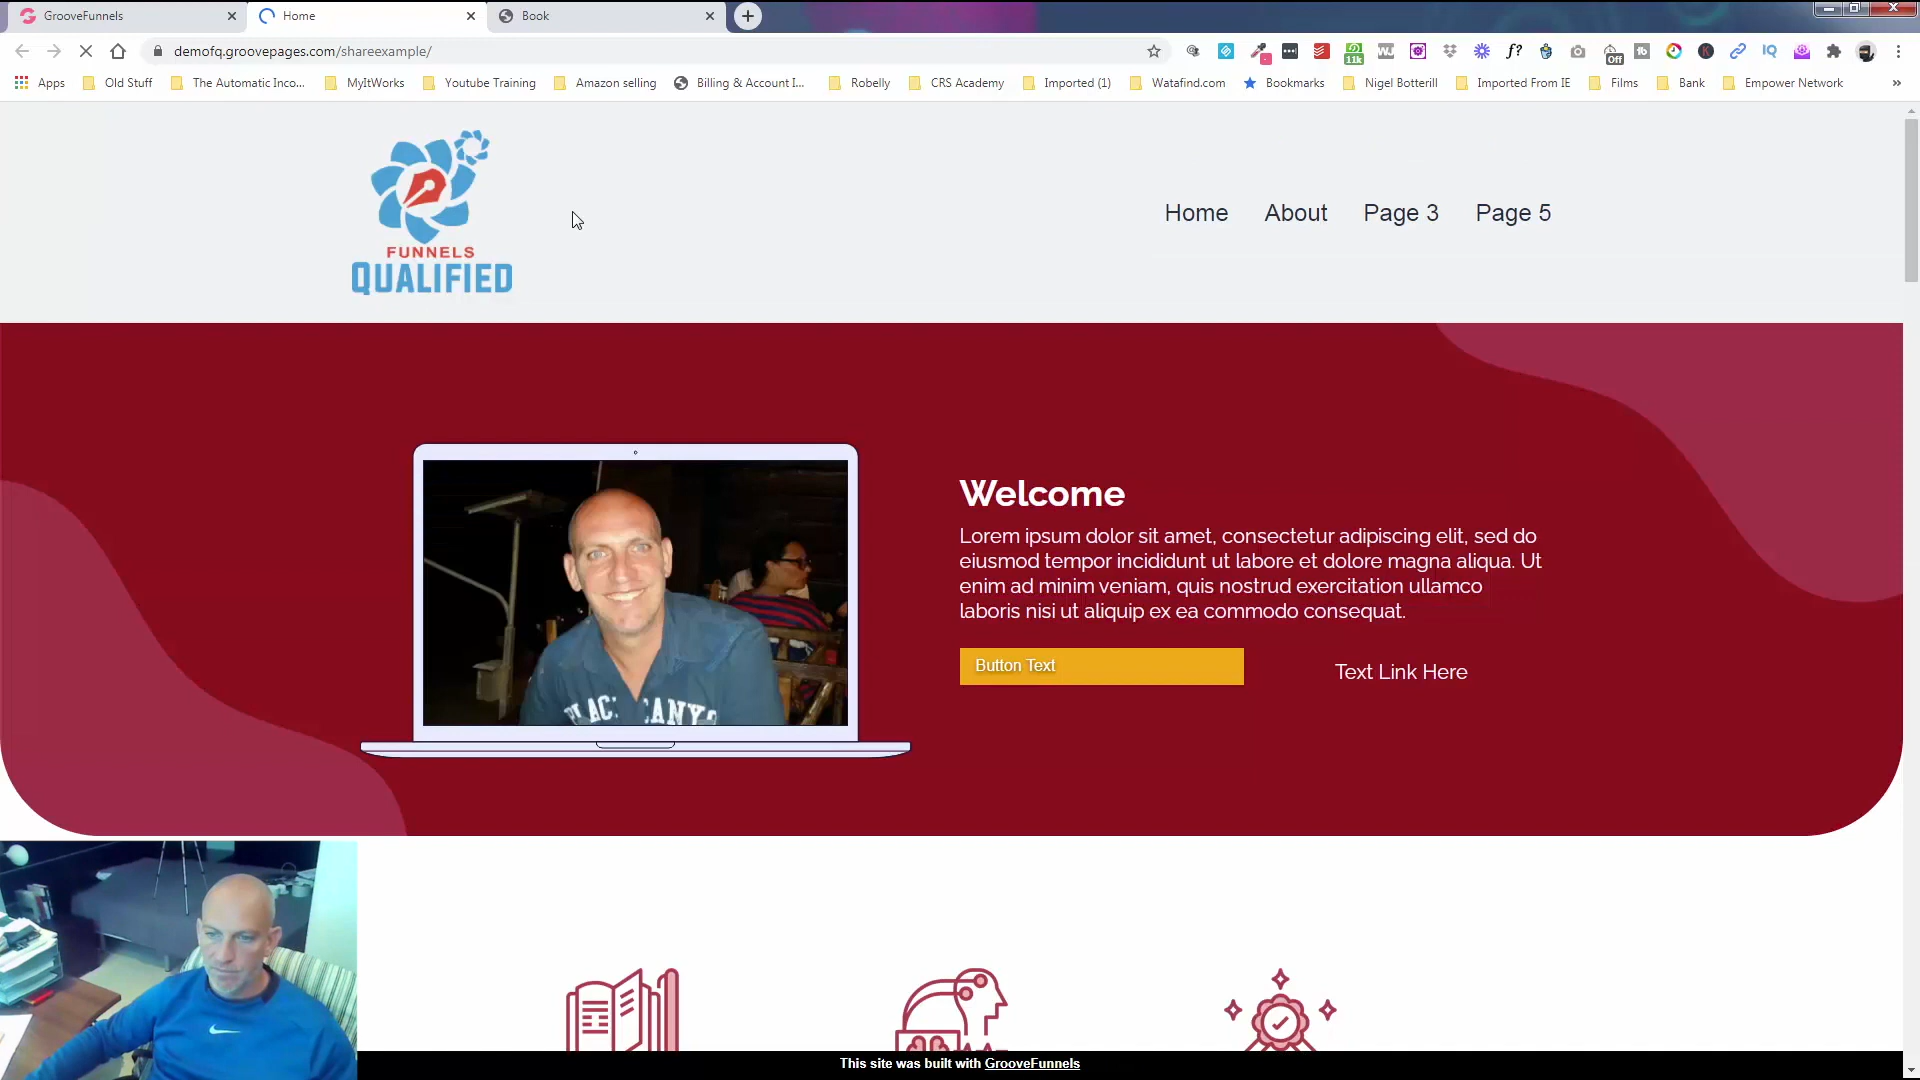 GrooveFunnels
Home
Book
demofq.groovepages.com/shareexample/
11k
Off
Apps
Old Stuff
The Automatic Inco...
MyItWorks
Youtube Training
Amazon selling
Billing & Account I...
Robelly
CRS Academy
Imported (1)
Watafind.com
Bookmarks
Nigel Botterill
Imported From IE
Films
Bank
Empower Network
»
FUNNELS
QUALIFIED
Home
About
Page 3
Page 5
Welcome
Lorem ipsum dolor sit amet, consectetur adipiscing elit, sed do
eiusmod tempor incididunt ut labore et dolore magna aliqua. Ut
enim ad minim veniam, quis nostrud exercitation ullamco
laboris nisi ut aliquip ex ea commodo consequat.
Button Text
Text Link Here
This site was built with GrooveFunnels